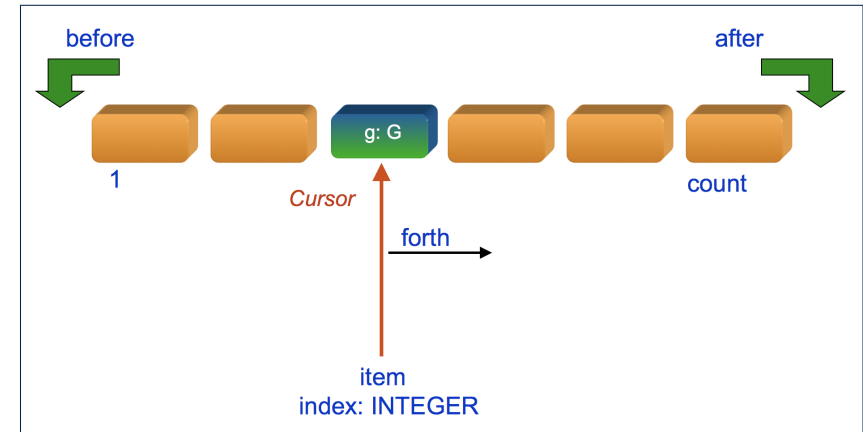 before
after
g: G
1
count
Cursor
forth
item
index: INTEGER